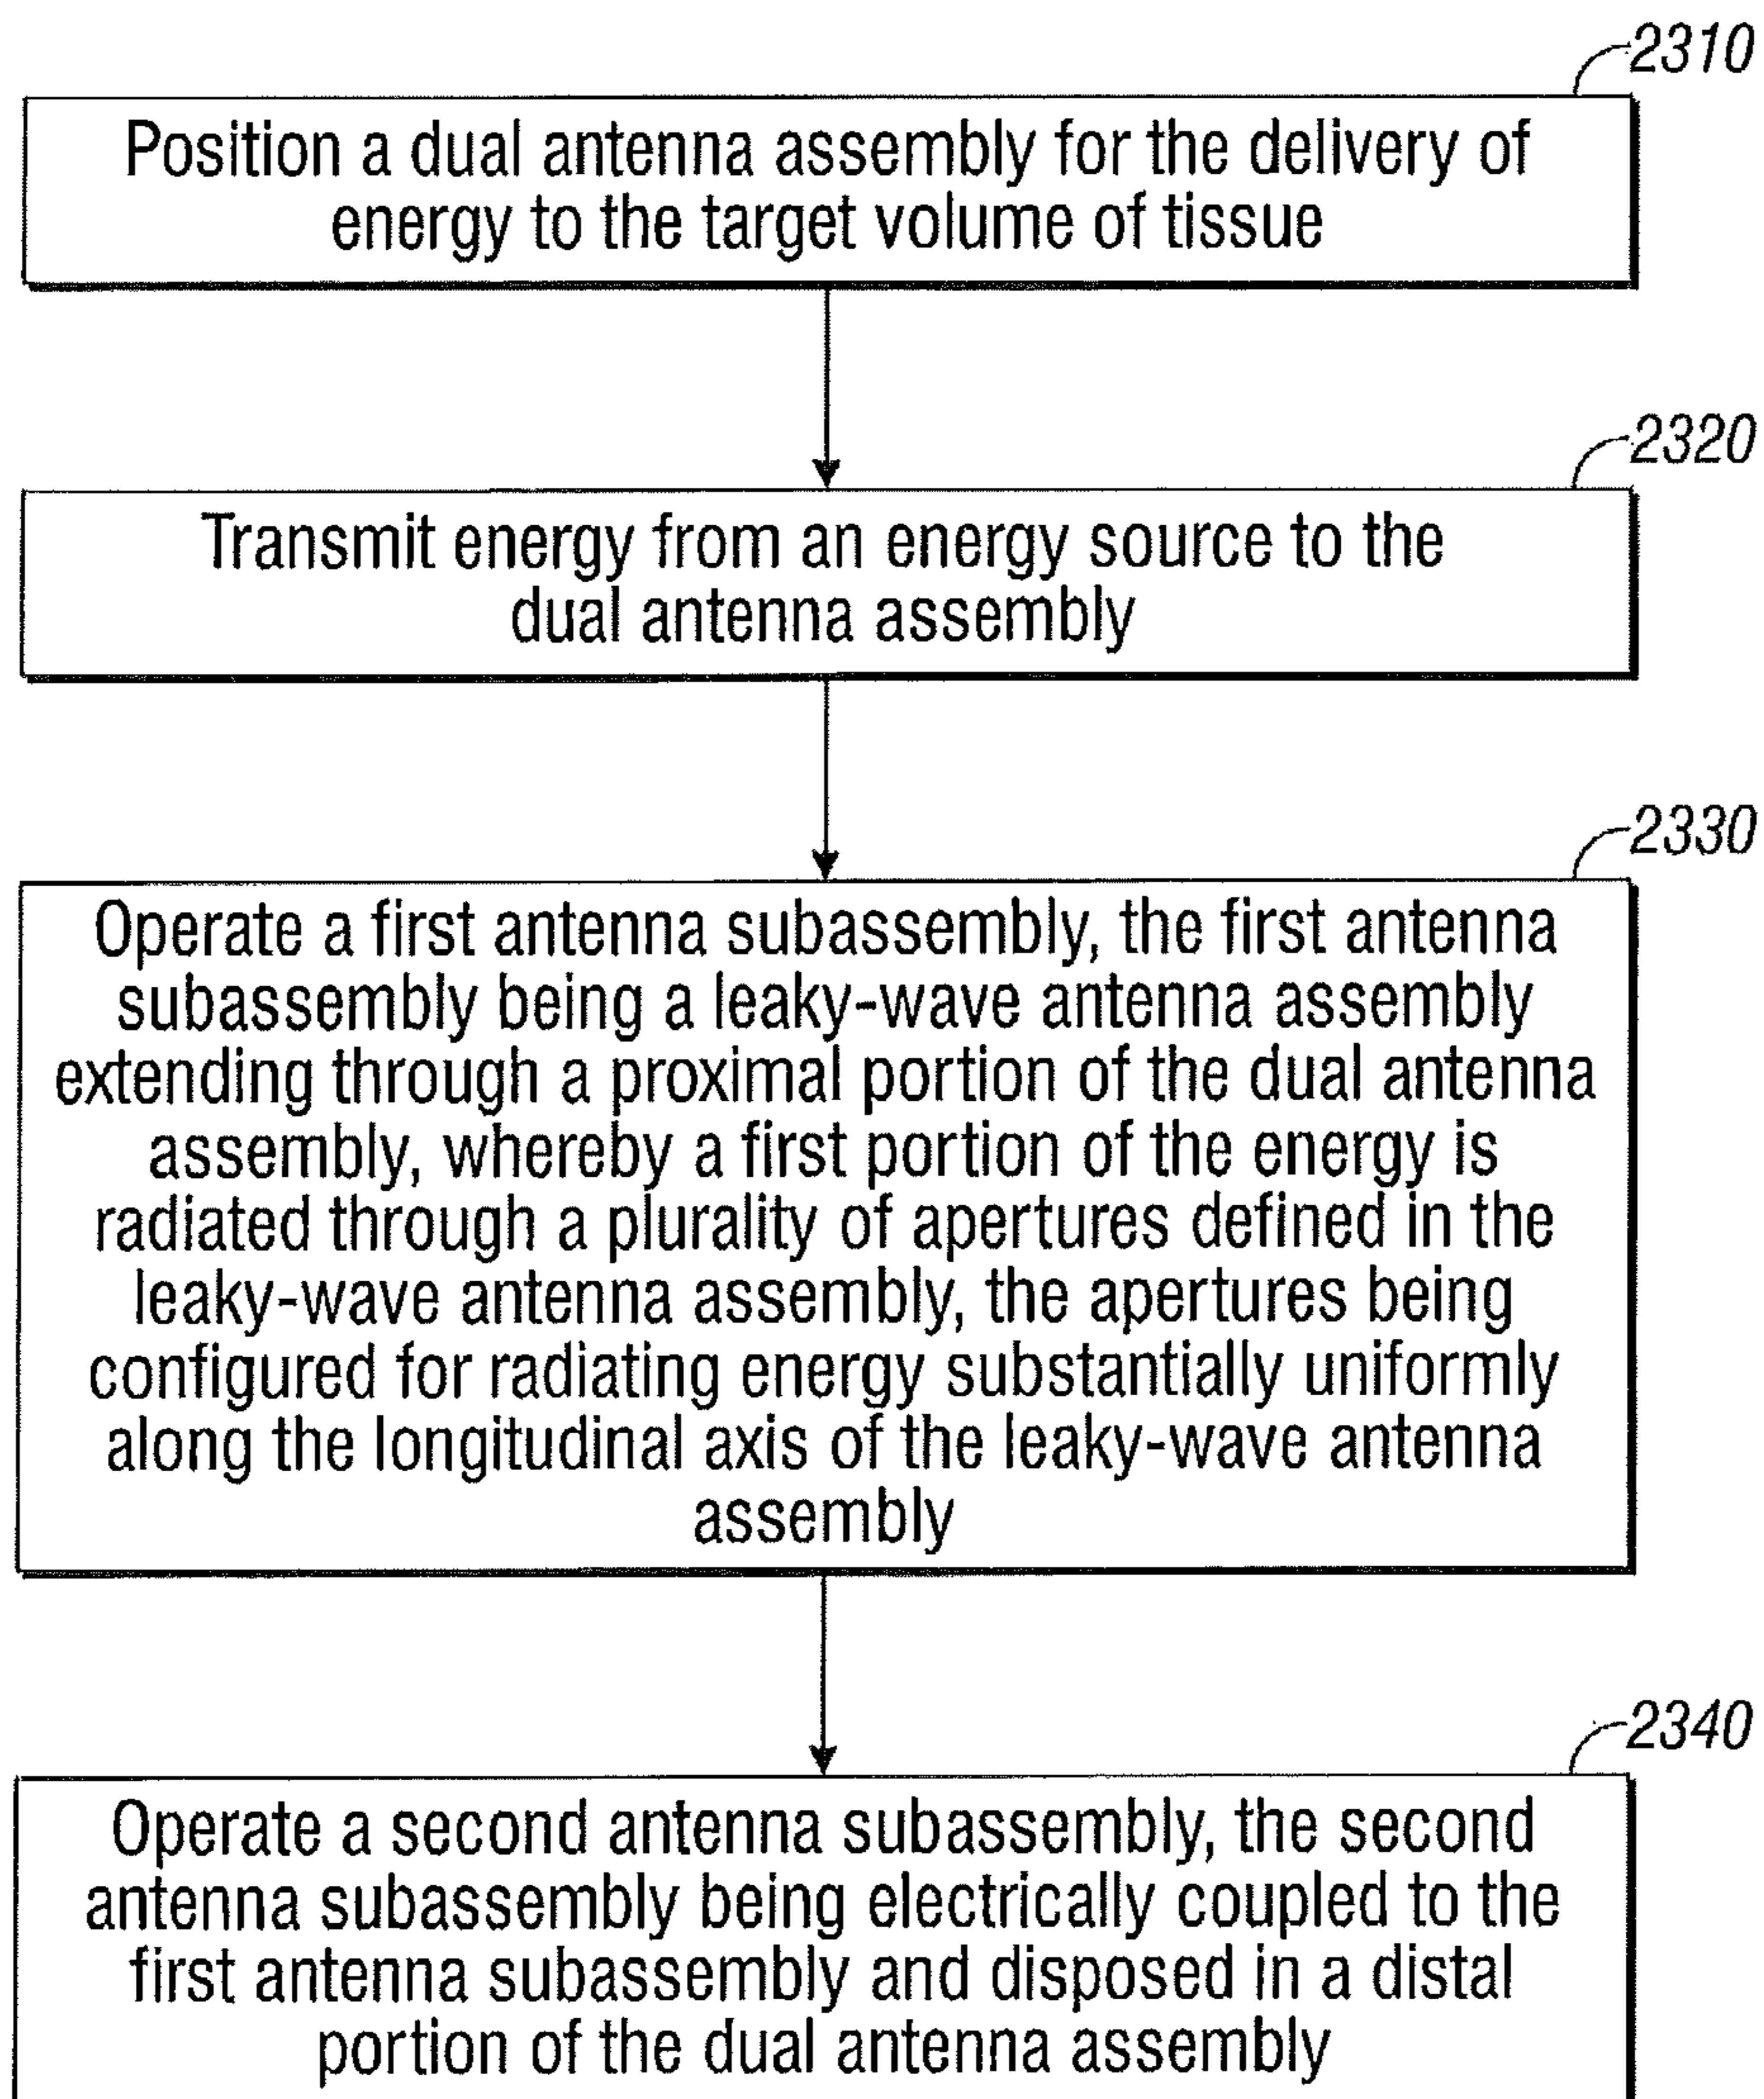 2310
Position a dual antenna assembly for the delivery of
energy to the target volume of tissue
2320
Transmit energy from an energy source to the
dual antenna assembly
2330
Operate a first antenna subassembly, the first antenna
subassembly being a leaky-wave antenna assembly
extending through a proximal portion of the dual antenna
assembly, whereby a first portion of the energy is
radiated through a plurality of apertures defined in the
leaky-wave antenna assembly, the apertures being
configured for radiating energy substantially uniformly
along the longitudinal axis of the leaky-wave antenna
assembly
2340
Operate a second antenna subassembly, the second
antenna subassembly being electrically coupled to the
first antenna subassembly and disposed in a distal
portion of the dual antenna assembly